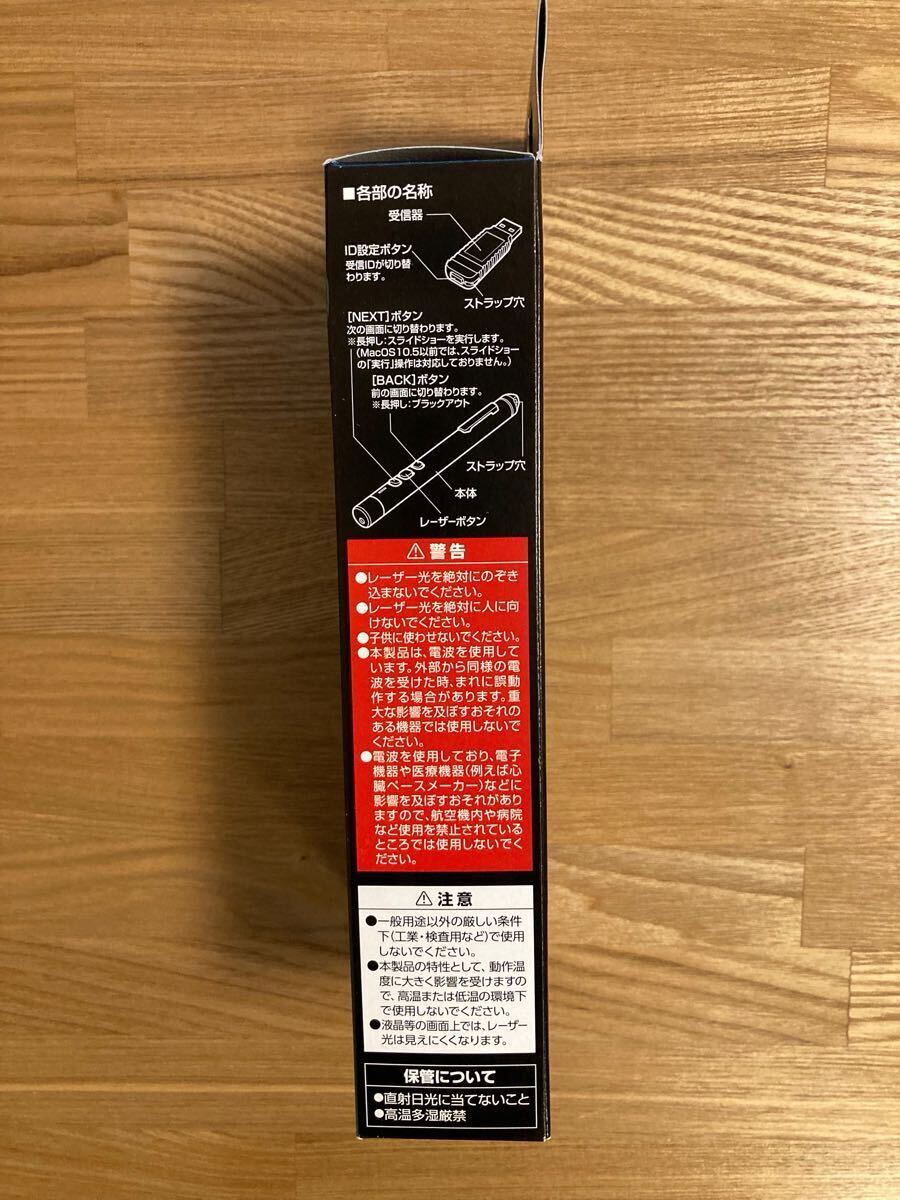 ■各部の名称
受信器
ID設定ボタン
受信IDが切り替
わります。
ストラップ穴
[NEXT]ボタン
次の画面に切り替わります。
※長押し:スライドショーを実行します。
(MacOS10.5以前では、スライドショー
の「実行」操作は対応しておりません。)
[BACK]ボタン
前の画面に切り替わります。
※長押し:ブラックアウト
ストラップ穴
本体
レーザーボタン
⚠警告
●レーザー光を絶対にのぞき
込まないでください。
●レーザー光を絶対に人に向
けないでください。
●子供に使わせないでください。
●本製品は、電波を使用して
います。外部から同様の電
波を受けた時、まれに誤動
作する場合があります。重
大な影響を及ぼすおそれの
ある機器では使用しないで
ください。
●電波を使用しており、電子
機器や医療機器(例えば心
臓ペースメーカー)などに
影響を及ぼすおそれがあり
ますので、航空機内や病院
など使用を禁止されている
ところでは使用しないでく
ださい。
⚠注意
●一般用途以外の厳しい条件
下(工業・検査用など)で使用
しないでください。
●本製品の特性として、動作温
度に大きく影響を受けますの
で、高温または低温の環境下
で使用しないでください。
●液晶等の画面上では、レーザー
光は見えにくくなります。
保管について
●直射日光に当てないこと
●高温多湿厳禁